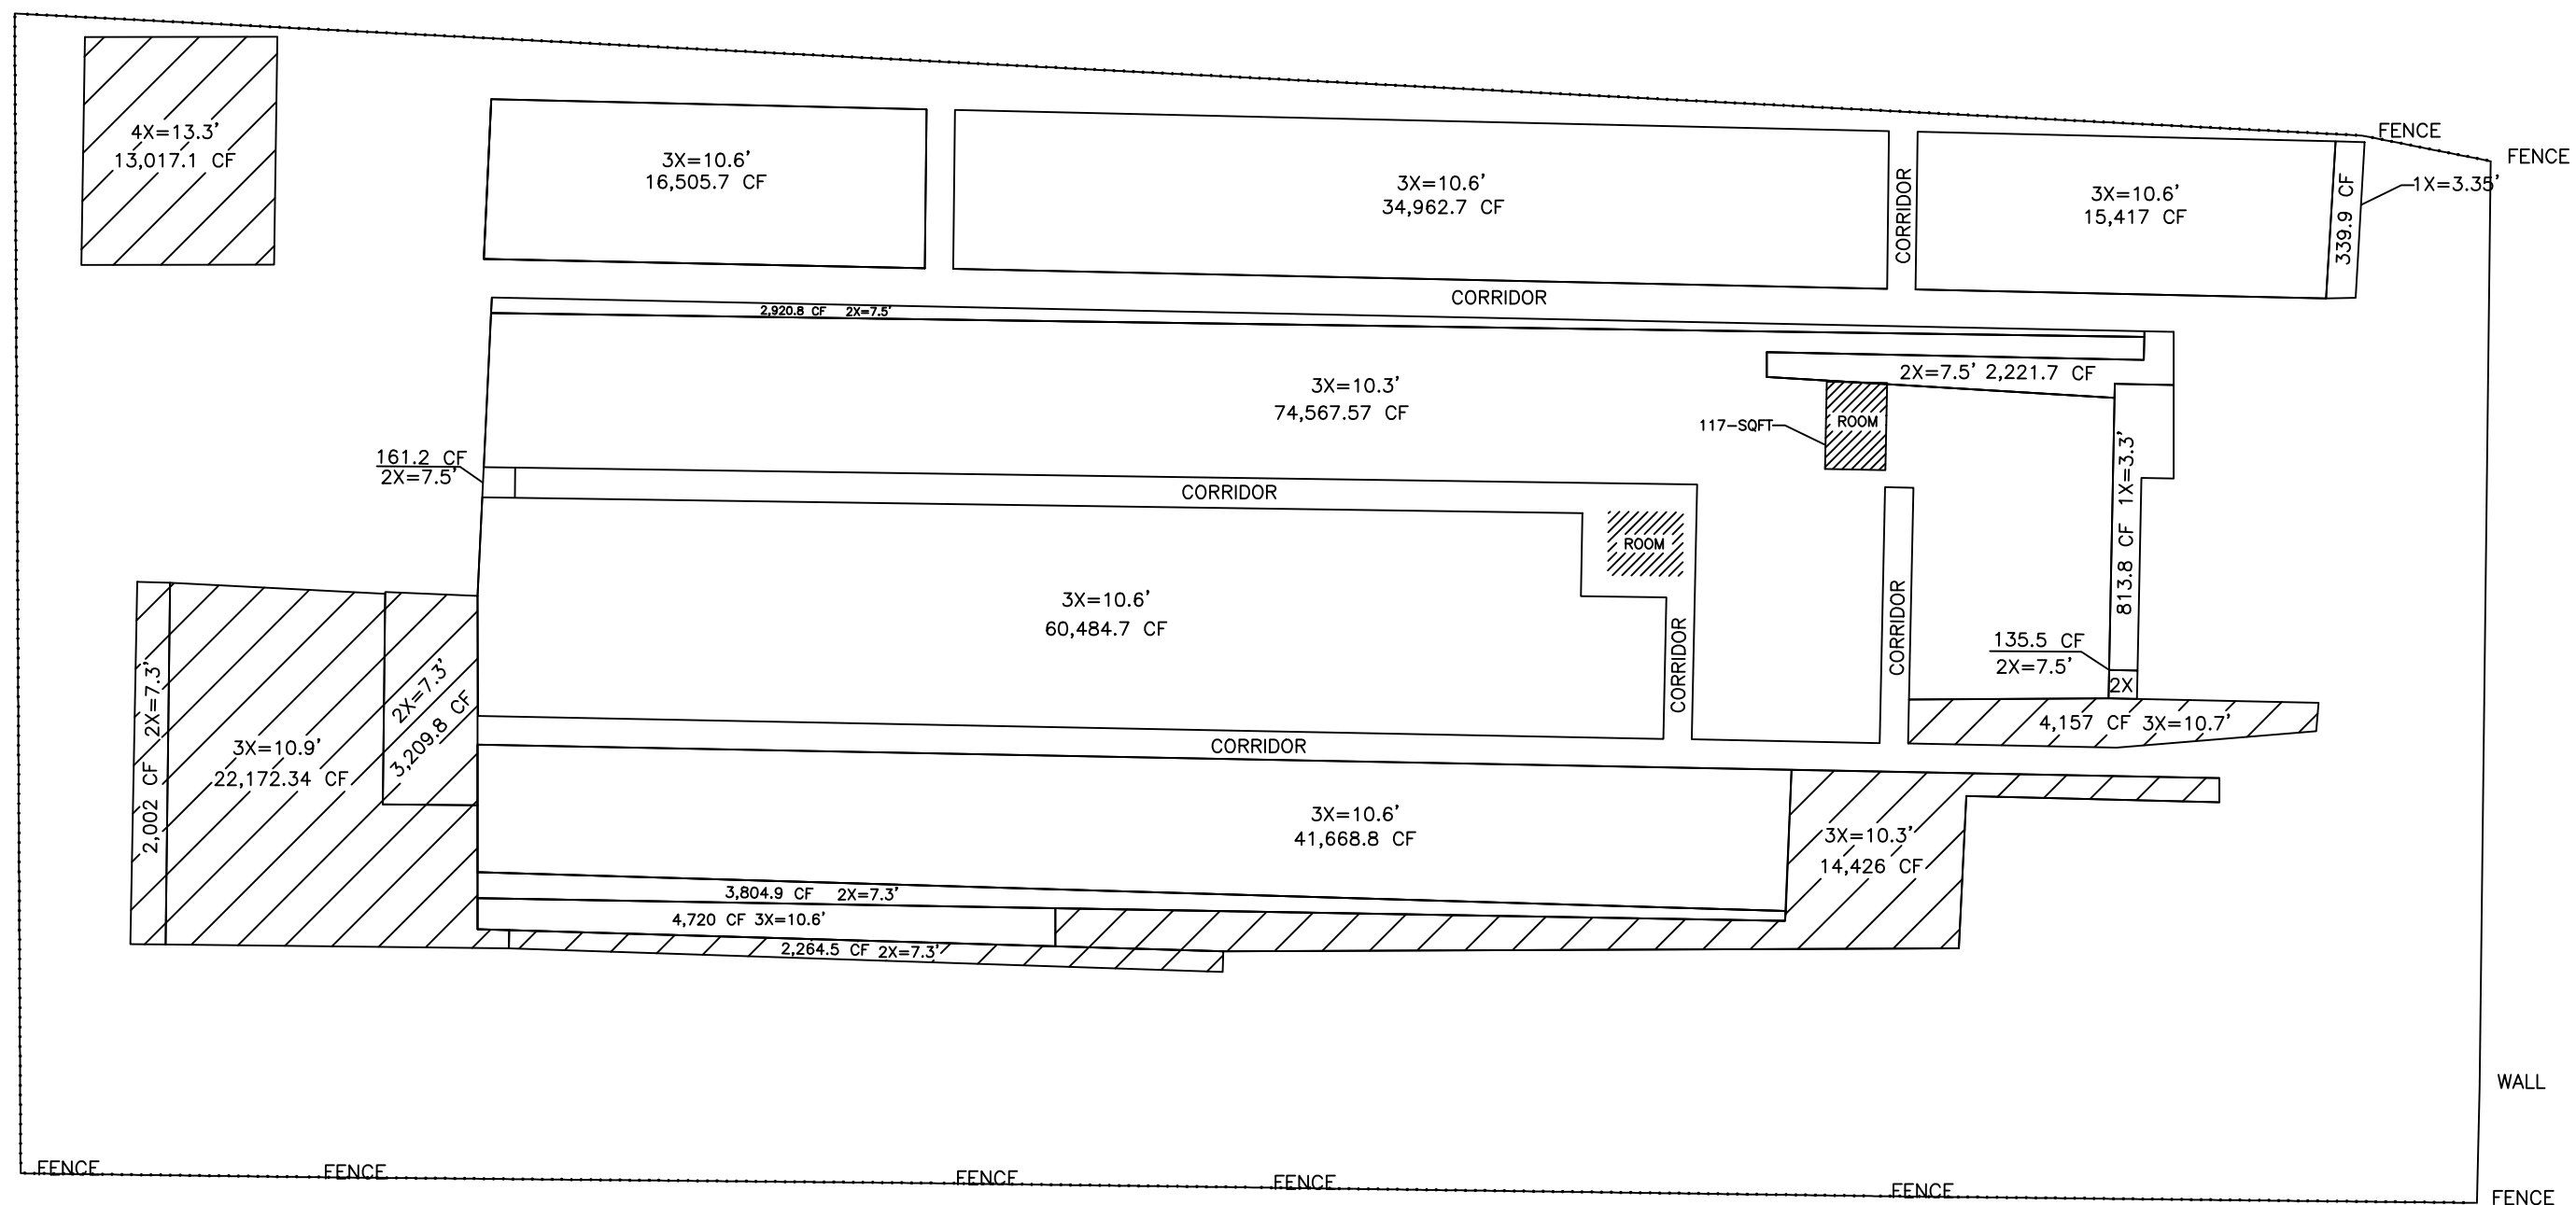 FENCE
FENCE
4X=13.3'
13,017.1 CF
3X=10.6'
16,505.7 CF
3X=10.6'
34,962.7 CF
CORRIDOR
3X=10.6'
15,417 CF
339.9 CF
1X=3.35'
CORRIDOR
2,920.8 CF 2X=7.5'
3X=10.3'
74,567.57 CF
2X=7.5' 2,221.7 CF
117-SQFT
ROOM
161.2 CF
2X=7.5'
CORRIDOR
ROOM
813.8 CF 1X=3.3'
3X=10.6'
60,484.7 CF
CORRIDOR
CORRIDOR
135.5 CF
2X=7.5'
2X
4,157 CF 3X=10.7'
2,002 CF 2X=7.3'
3X=10.9'
22,172.34 CF
2X=7.3'
3,209.8 CF
CORRIDOR
3X=10.6'
41,668.8 CF
3X=10.3'
14,426 CF
3,804.9 CF 2X=7.3'
4,720 CF 3X=10.6'
2,264.5 CF 2X=7.3'
WALL
FENCE
FENCE
FENCE
FENCE
FENCE
FENCE